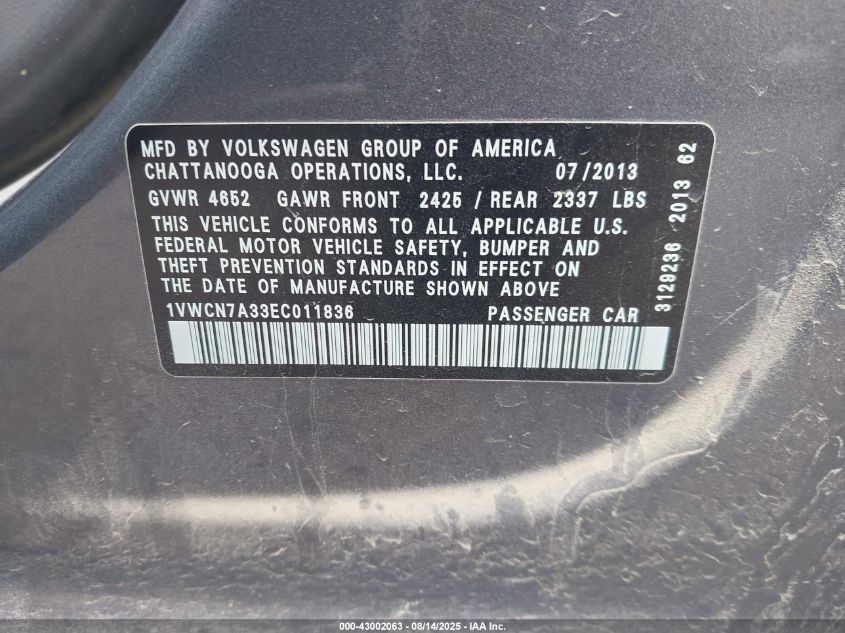 MFD BY VOLKSWAGEN GROUP OF AMERICA
CHATTANOOGA OPERATIONS, LLC. 07/2013
GVWR 4652 GAWR FRONT 2425 / REAR 2337 LBS
THIS VEHICLE CONFORMS TO ALL APPLICABLE U.S.
FEDERAL MOTOR VEHICLE SAFETY, BUMPER AND
THEFT PREVENTION STANDARDS IN EFFECT ON
THE DATE OF MANUFACTURE SHOWN ABOVE
1VWCN7A33EC011836 PASSENGER CAR
3129236 2013 62
000-43002063 - 08/14/2025 - IAA Inc.